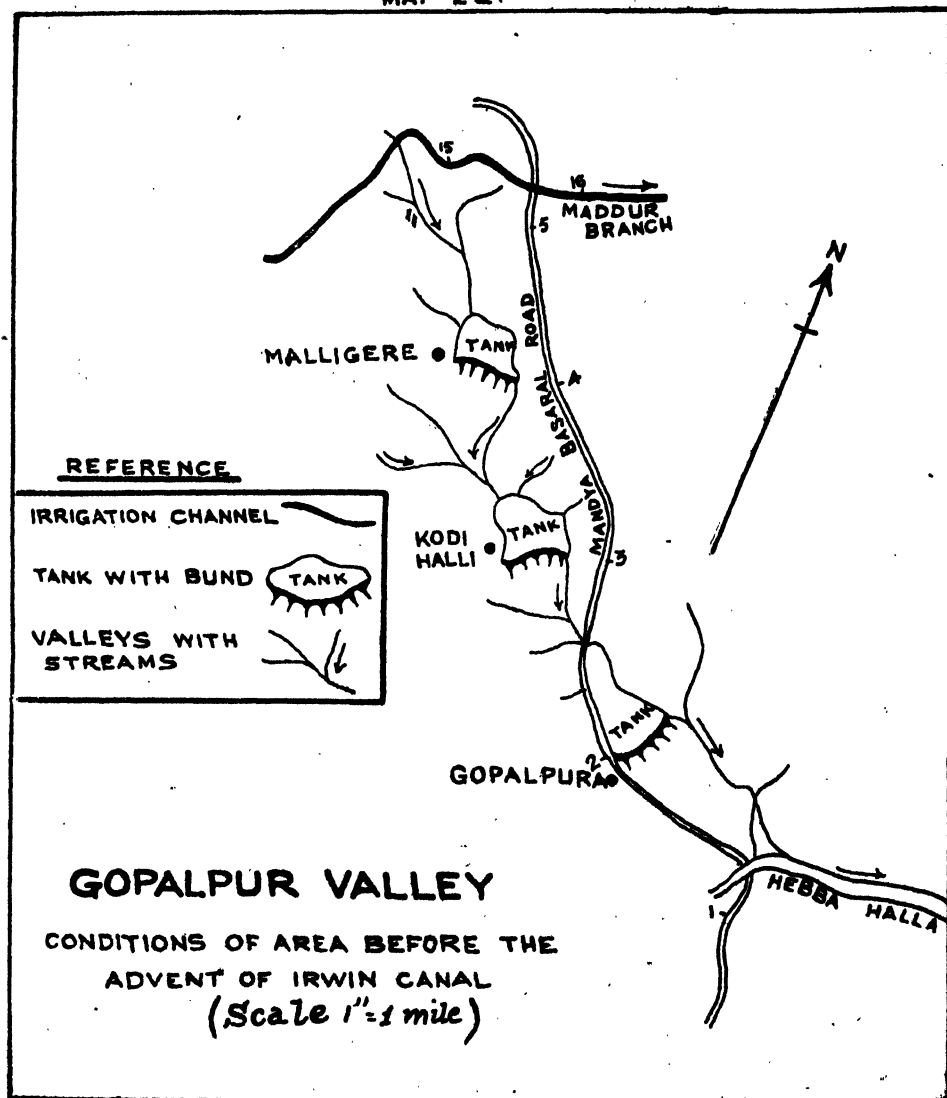 15
16
MADDUR
BRANCH
11
5
N
ROAD
TANK
MALLIGERE
4
BASARAL
REFERENCE
IRRIGATION CHANNEL
TANK WITH BUND
TANK
VALLEYS WITH
STREAMS
MANDYA
TANK
KODI
HALLI
3
TANK
2
GOPALPURA
HEBBA HALLA
1
GOPALPUR VALLEY
CONDITIONS OF AREA BEFORE THE
ADVENT OF IRWIN CANAL
(Scale 1"=1 mile)